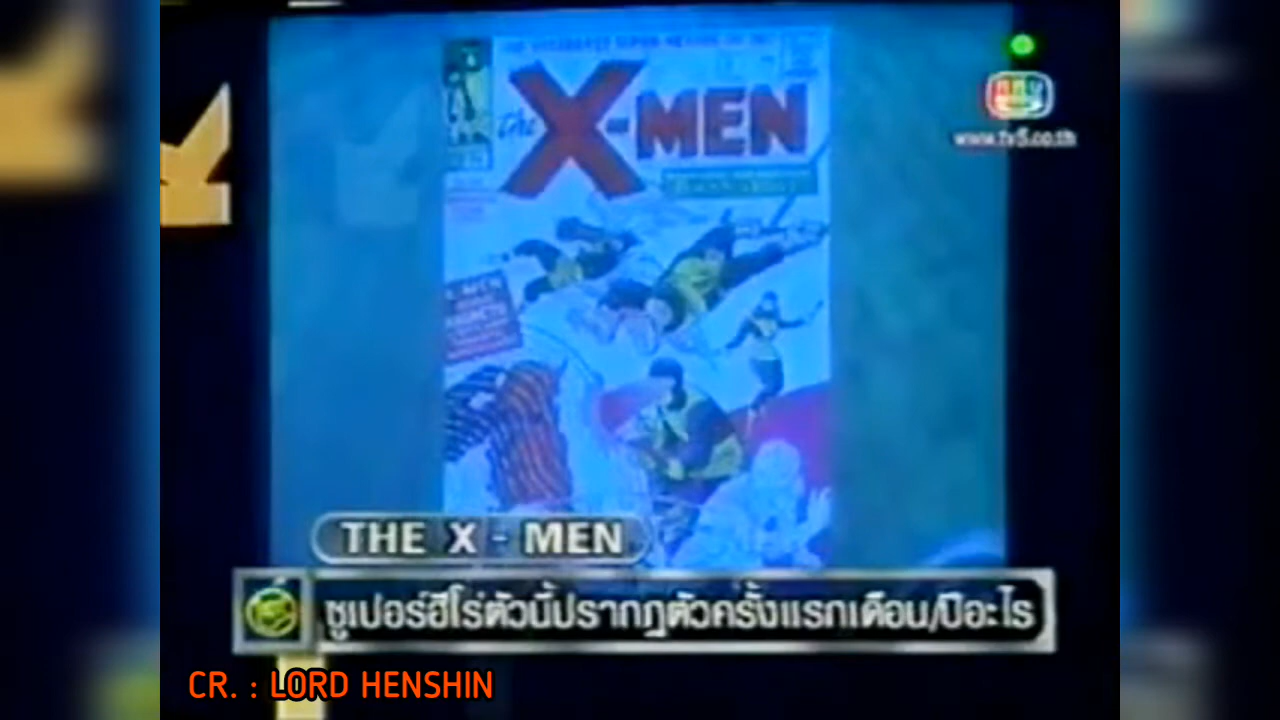 the X-MEN
www.tv5.co.th
X-MEN
THE X - MEN
ซูเปอร์ฮีโร่ตัวนี้ปรากฏตัวครั้งแรกเดือน/ปีอะไร
CR. : LORD HENSHIN